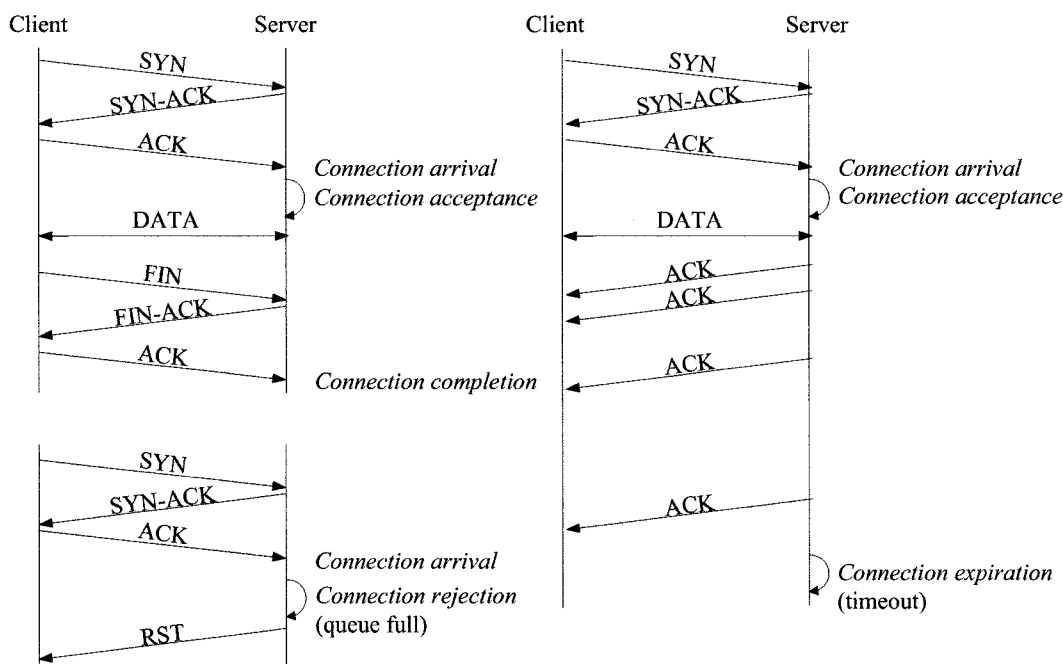 Client
Server
SYN
SYN-ACK
ACK
Connection arrival
Connection acceptance
DATA
FIN
FIN-ACK
ACK
Connection completion
SYN
SYN-ACK
ACK
Connection arrival
Connection rejection
(queue full)
RST
Client
Server
SYN
SYN-ACK
ACK
Connection arrival
Connection acceptance
DATA
ACK
ACK
ACK
ACK
Connection expiration
(timeout)